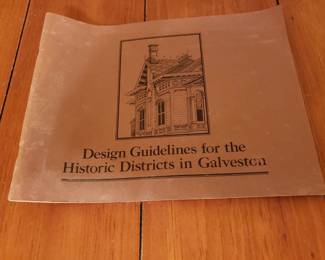 Design Guidelines for the
Historic Districts in Galveston